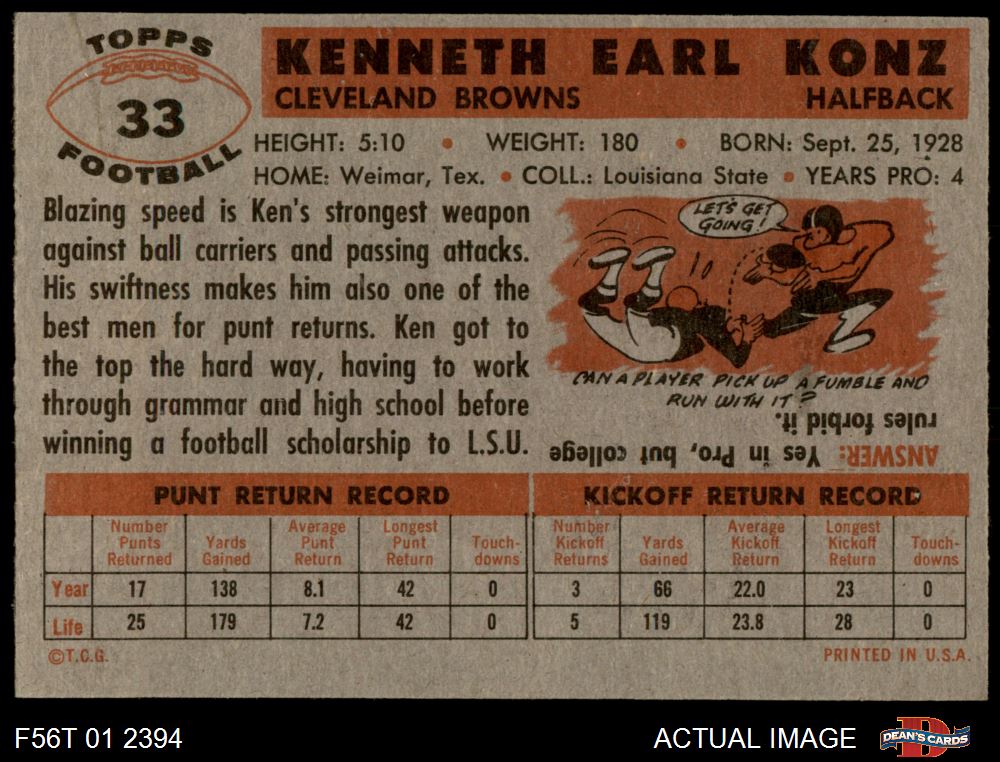 TOPPS
33
FOOTBALL
KENNETH EARL KONZ
CLEVELAND BROWNS HALFBACK
HEIGHT: 5:10 • WEIGHT: 180 • BORN: Sept. 25, 1928
HOME: Weimar, Tex. • COLL.: Louisiana State • YEARS PRO: 4
Blazing speed is Ken's strongest weapon
against ball carriers and passing attacks.
His swiftness makes him also one of the
best men for punt returns. Ken got to
the top the hard way, having to work
through grammar and high school before
winning a football scholarship to L.S.U.
LET'S GET
GOING!
CAN A PLAYER PICK UP A FUMBLE AND
RUN WITH IT?
ANSWER: Yes in Pro, but college
rules forbid it.
PUNT RETURN RECORD
Number Punts Returned Yards Gained Average Punt Return Longest Punt Return Touch-downs
Year 17 138 8.1 42 0
Life 25 179 7.2 42 0
KICKOFF RETURN RECORD
Number Kickoff Returns Yards Gained Average Kickoff Return Longest Kickoff Return Touch-downs
3 66 22.0 23 0
5 119 23.8 28 0
©T.C.G. PRINTED IN U.S.A.
F56T 01 2394 ACTUAL IMAGE
D
DEAN'S CARDS